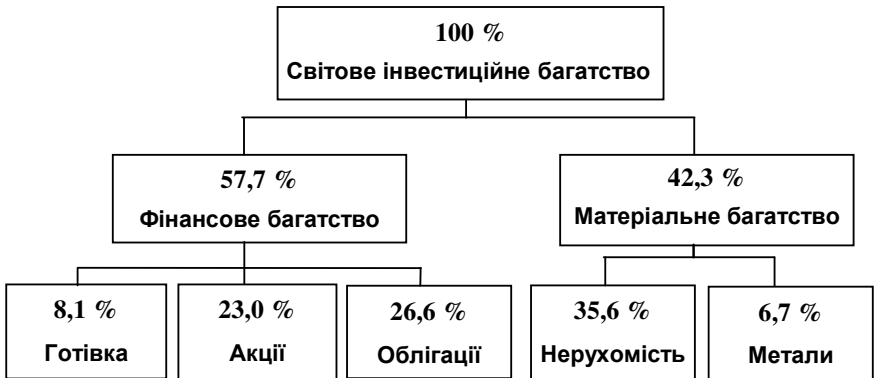 100 %
Світове інвестиційне багатство
57,7 %
Фінансове багатство
42,3 %
Матеріальне багатство
8,1 %
Готівка
23,0 %
Акції
26,6 %
Облігації
35,6 %
Нерухомість
6,7 %
Метали